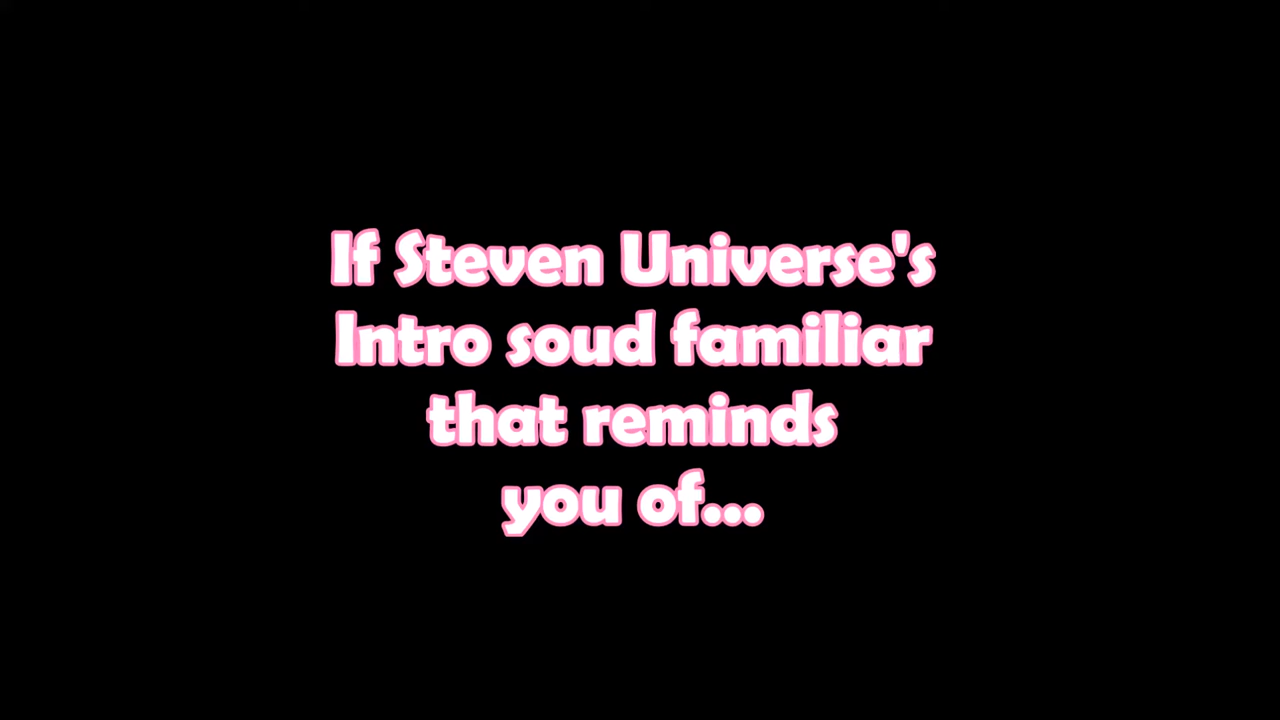 If Steven Universe's
Intro soud familiar
that reminds
you of...